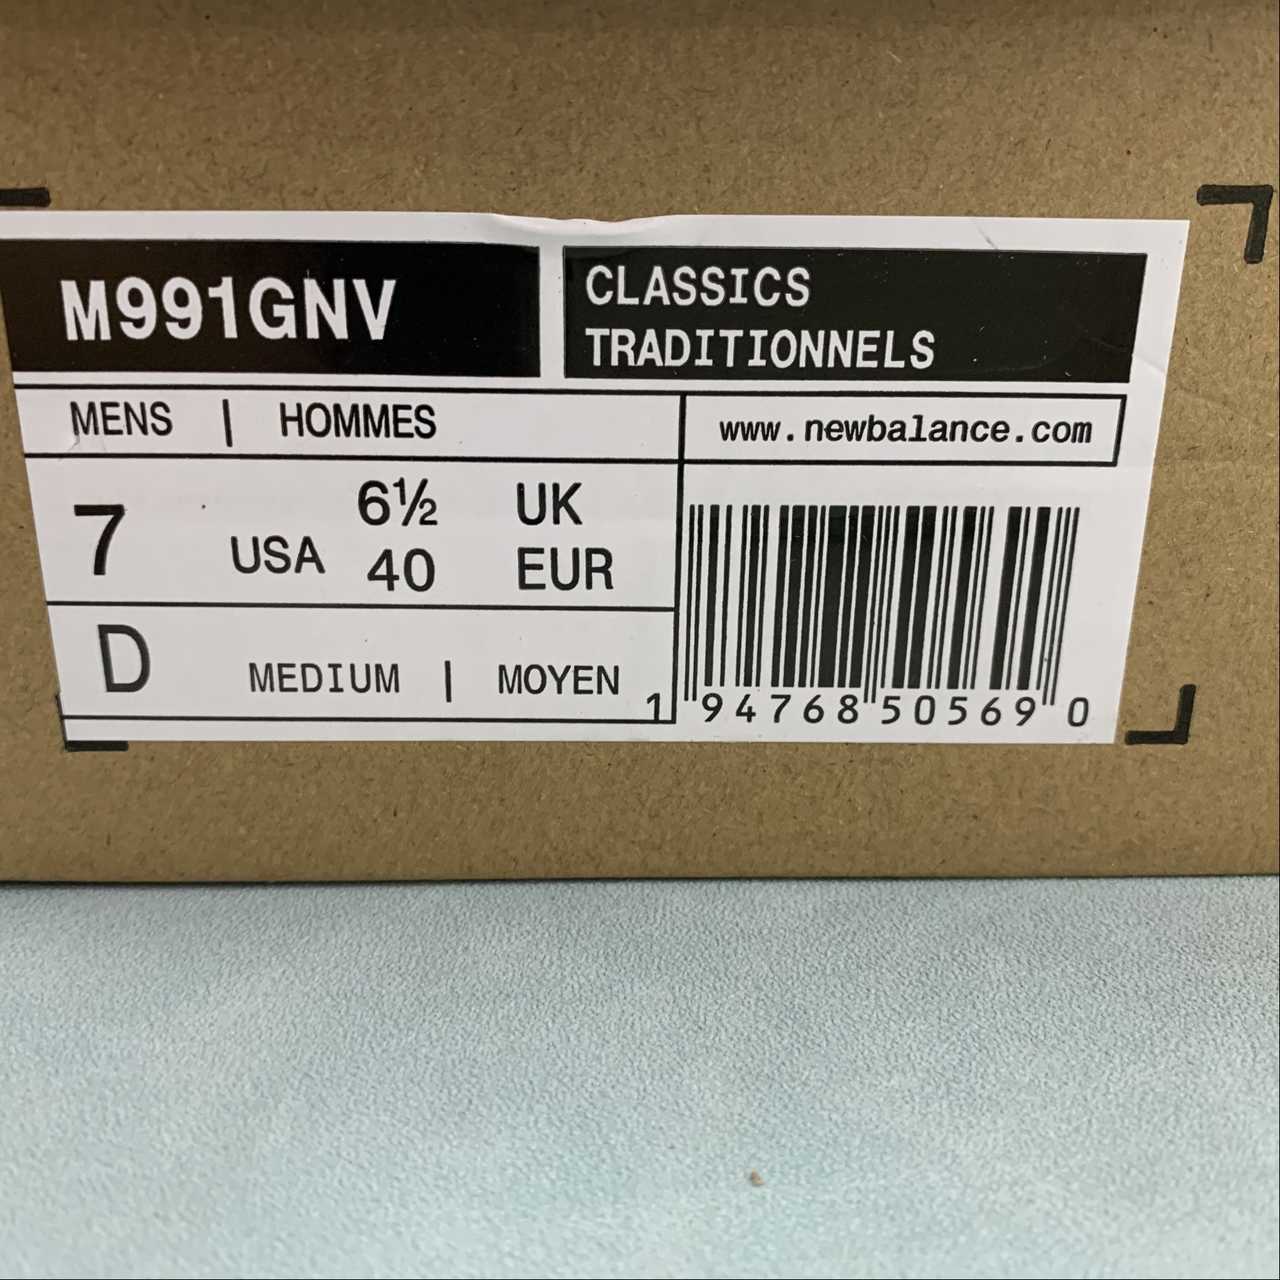 M991GNV
CLASSICS
TRADITIONNELS
MENS | HOMMES
www.newbalance.com
7 USA 6½ UK
40 EUR
D MEDIUM | MOYEN
1 94768 50569 0